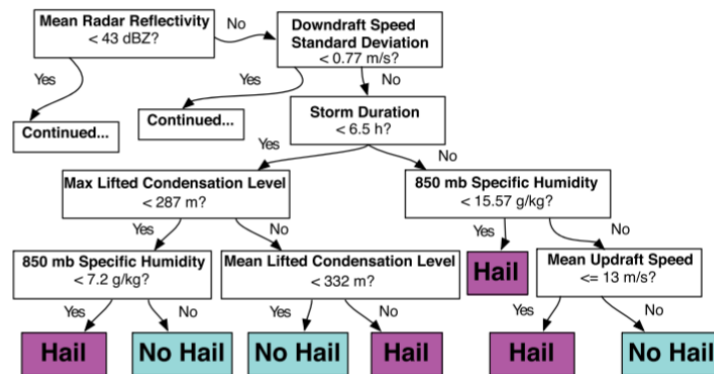 Mean Radar Reflectivity
< 43 dBZ?
No
Downdraft Speed
Standard Deviation
< 0.77 m/s?
Yes
Yes
No
Continued...
Continued...
Storm Duration
< 6.5 h?
Yes
No
Max Lifted Condensation Level
< 287 m?
850 mb Specific Humidity
< 15.57 g/kg?
Yes
No
Yes
No
850 mb Specific Humidity
< 7.2 g/kg?
Mean Lifted Condensation Level
< 332 m?
Hail
Mean Updraft Speed
<= 13 m/s?
Yes
No
Yes
No
Yes
No
Hail
No Hail
No Hail
Hail
Hail
No Hail